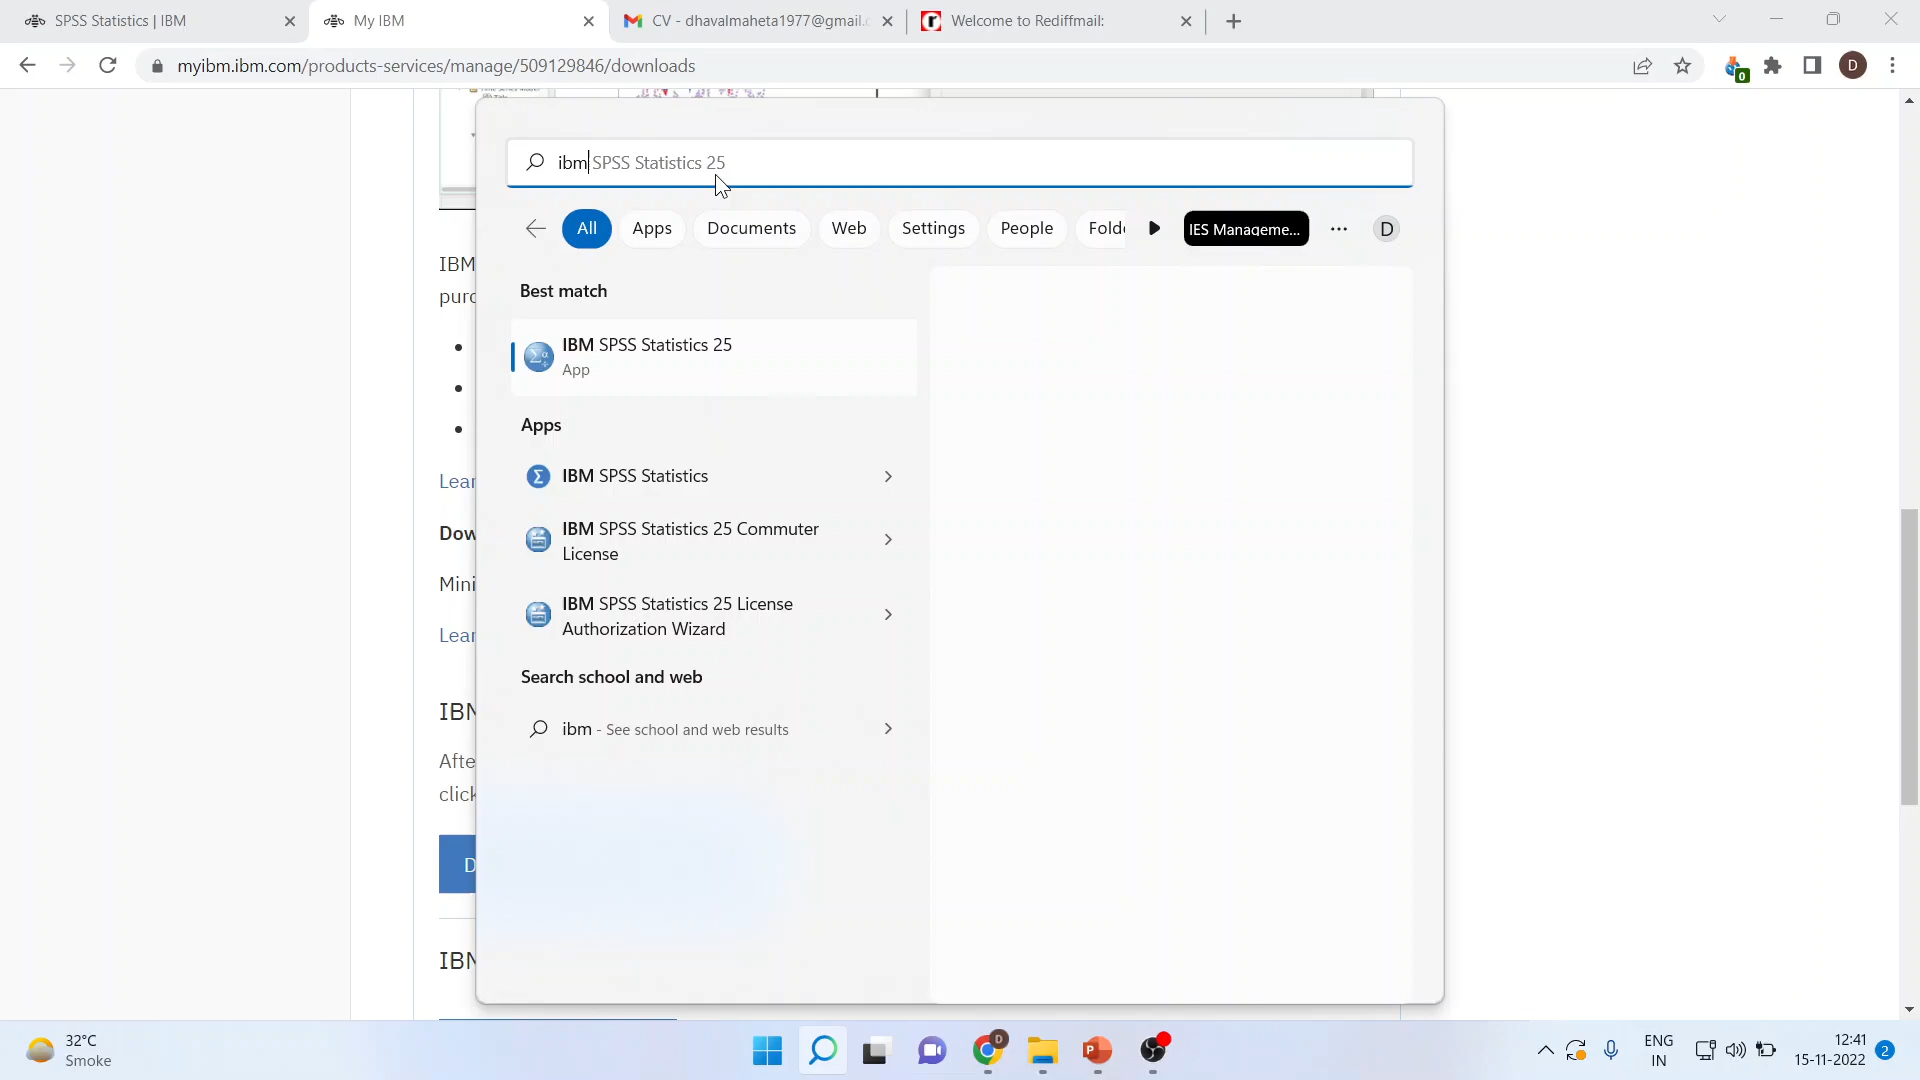 SPSS Statistics | IBM
My IBM
CV - dhavalmaheta1977@gmail.c
Welcome to Rediffmail:
myibm.ibm.com/products-services/manage/509129846/downloads
0
D
ibm SPSS Statistics 25
All
Apps
Documents
Web
Settings
People
Folde
IES Manageme...
D
Best match
IBM SPSS Statistics 25
App
Apps
IBM SPSS Statistics
IBM SPSS Statistics 25 Commuter
License
IBM SPSS Statistics 25 License
Authorization Wizard
Search school and web
ibm - See school and web results
IBM
purc
Lear
Dow
Mini
Lear
IBM
Afte
click
D
IBM
32°C
Smoke
D
P
ENG
IN
12:41
15-11-2022
2